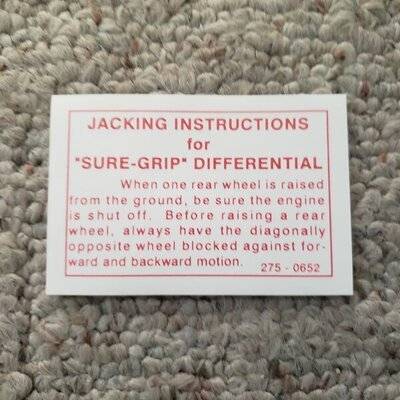 JACKING INSTRUCTIONS
for
"SURE-GRIP" DIFFERENTIAL
When one rear wheel is raised
from the ground, be sure the engine
is shut off. Before raising a rear
wheel, always have the diagonally
opposite wheel blocked against for-
ward and backward motion. 275 - 0652